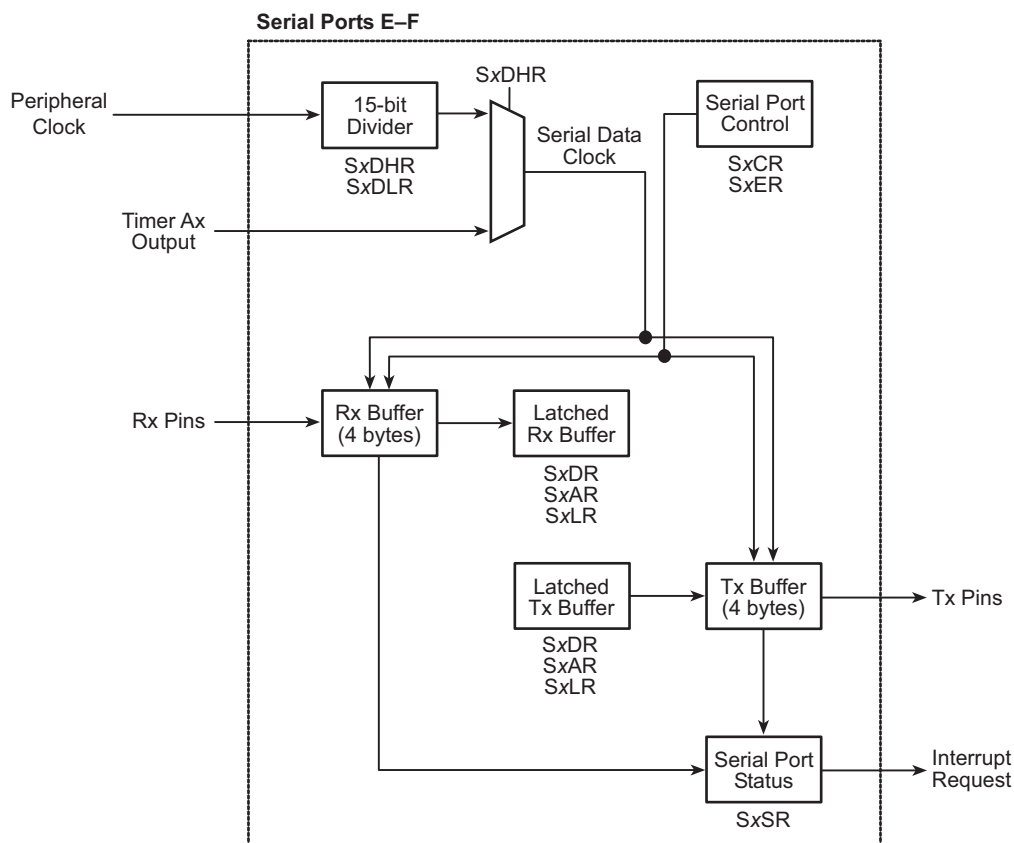 Serial Ports E–F
Peripheral
Clock
15-bit
Divider
SxDHR
SxDLR
SxDHR
Serial Data
Clock
Serial Port
Control
SxCR
SxER
Timer Ax
Output
Rx Pins
Rx Buffer
(4 bytes)
Latched
Rx Buffer
SxDR
SxAR
SxLR
Latched
Tx Buffer
SxDR
SxAR
SxLR
Tx Buffer
(4 bytes)
Tx Pins
Serial Port
Status
SxSR
Interrupt
Request